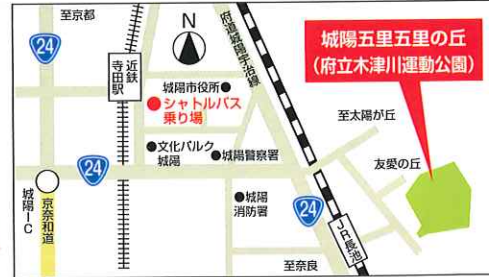 至京都
24
近鉄
寺田駅
N
府道城陽宇治線
城陽市役所
シャトルバス
乗り場
文化パルク
城陽
城陽警察署
城陽五里五里の丘
(府立木津川運動公園)
至太陽が丘
友愛の丘
24
城陽IC
京奈和道
城陽
消防署
24
JR長池
至奈良